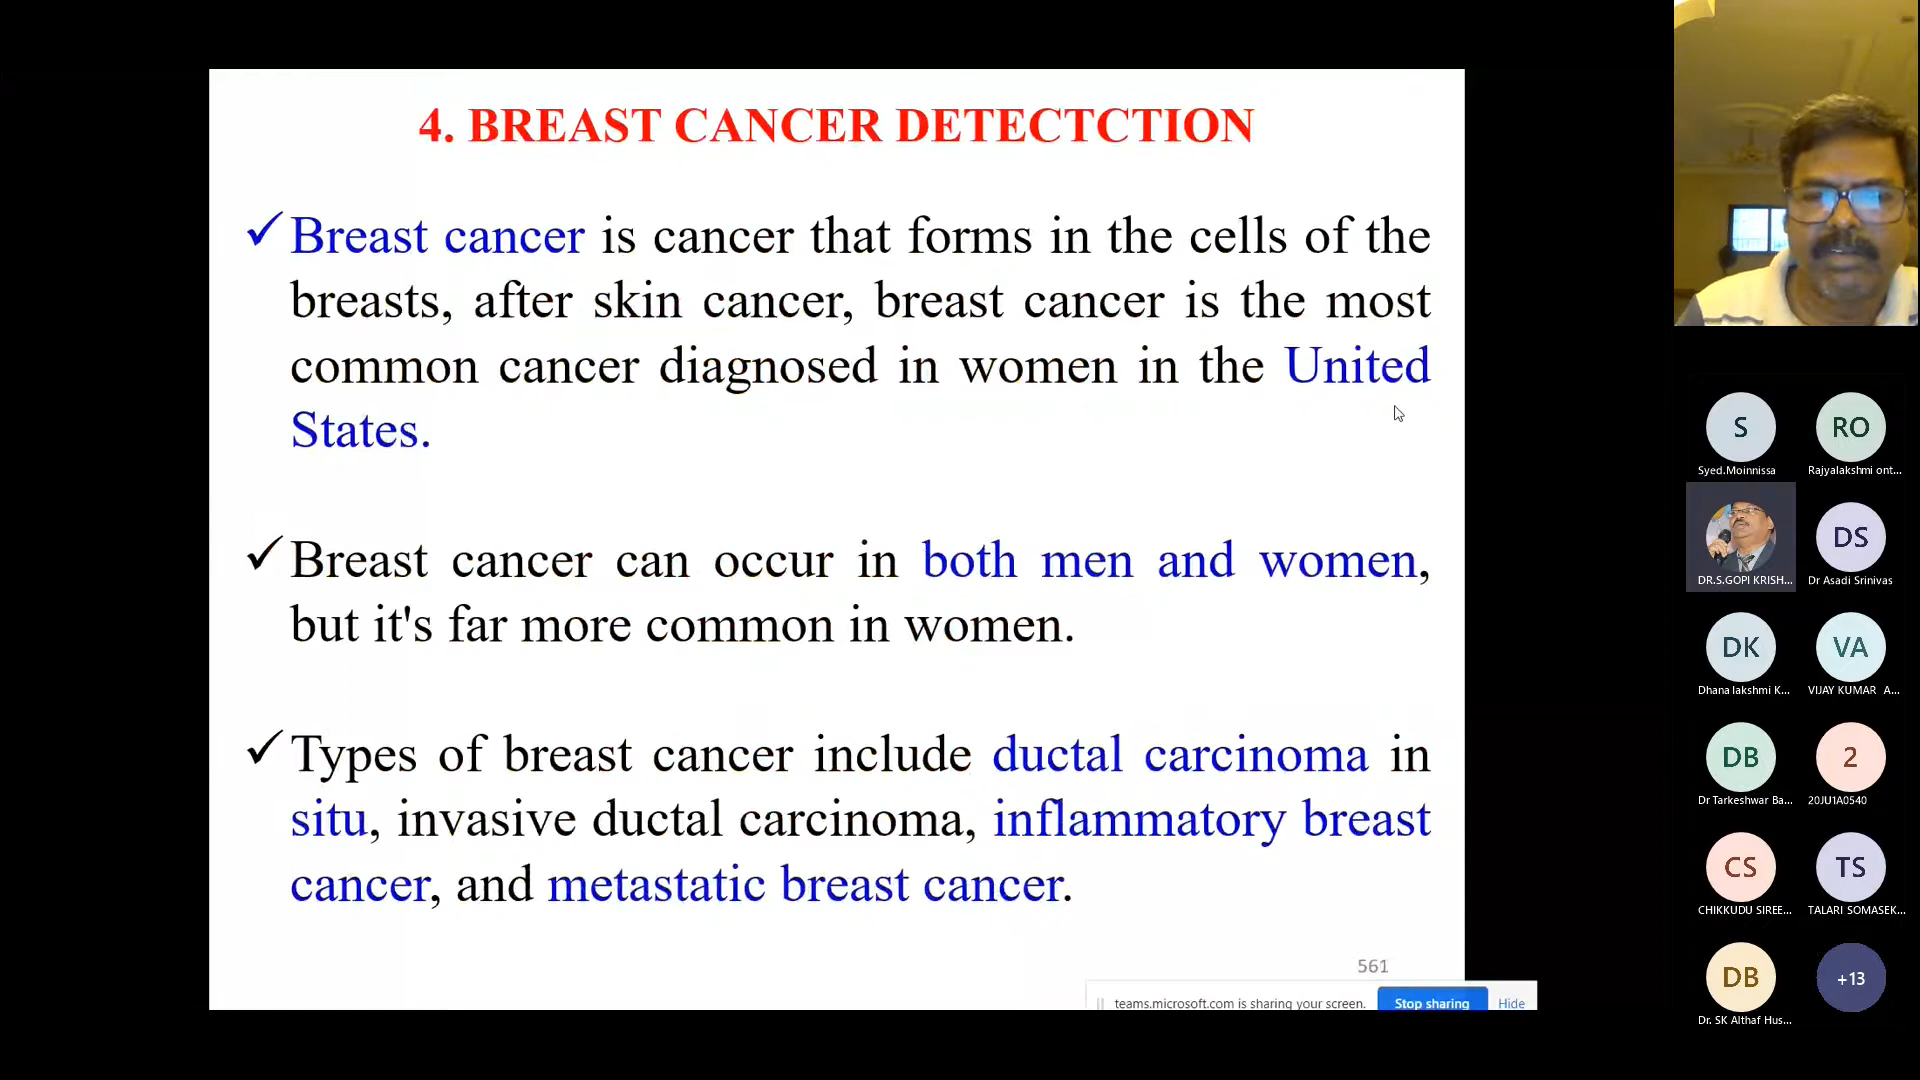 4. BREAST CANCER DETECTCTION
✓Breast cancer is cancer that forms in the cells of the
breasts, after skin cancer, breast cancer is the most
common cancer diagnosed in women in the United
States.
✓Breast cancer can occur in both men and women,
but it's far more common in women.
✓Types of breast cancer include ductal carcinoma in
situ, invasive ductal carcinoma, inflammatory breast
cancer, and metastatic breast cancer.
561
teams.microsoft.com is sharing your screen.
Stop sharing
Hide
S
Syed.Moinnissa
RO
Rajyalakshmi ont...
DR.S.GOPI KRISH...
DS
Dr Asadi Srinivas
DK
Dhana lakshmi K...
VA
VIJAY KUMAR A...
DB
Dr Tarkeshwar Ba...
2
20JU1A0540
CS
CHIKKUDU SIREE...
TS
TALARI SOMASEK...
DB
Dr. SK Althaf Hus...
+13